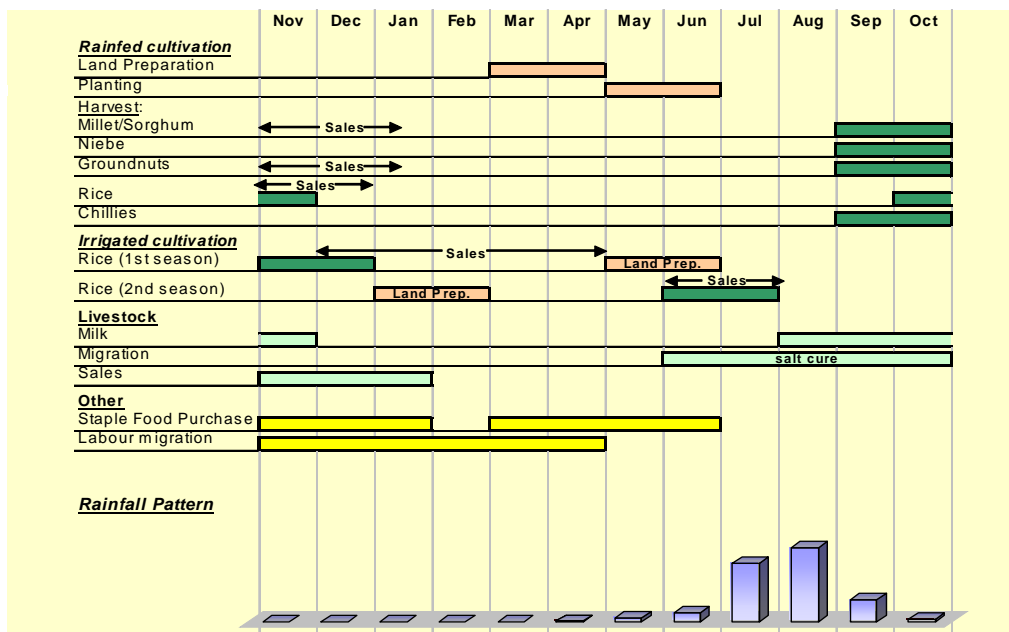 Nov Dec Jan Feb Mar Apr May Jun Jul Aug Sep Oct
Rainfed cultivation
Land Preparation
Planting
Harvest:
Millet/Sorghum Sales
Niebe
Groundnuts Sales
Sales
Rice
Chillies
Irrigated cultivation
Sales
Rice (1st season) Land Prep.
Sales
Rice (2nd season) Land Prep.
Livestock
Milk
Migration salt cure
Sales
Other
Staple Food Purchase
Labour migration
Rainfall Pattern